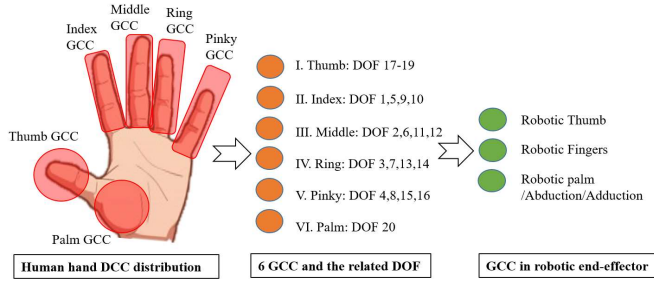 Middle
GCC
Ring
GCC
Index
GCC
Pinky
GCC
Thumb GCC
Palm GCC
Human hand DCC distribution
I. Thumb: DOF 17-19
II. Index: DOF 1,5,9,10
III. Middle: DOF 2,6,11,12
IV. Ring: DOF 3,7,13,14
V. Pinky: DOF 4,8,15,16
VI. Palm: DOF 20
6 GCC and the related DOF
Robotic Thumb
Robotic Fingers
Robotic palm
/Abduction/Adduction
GCC in robotic end-effector